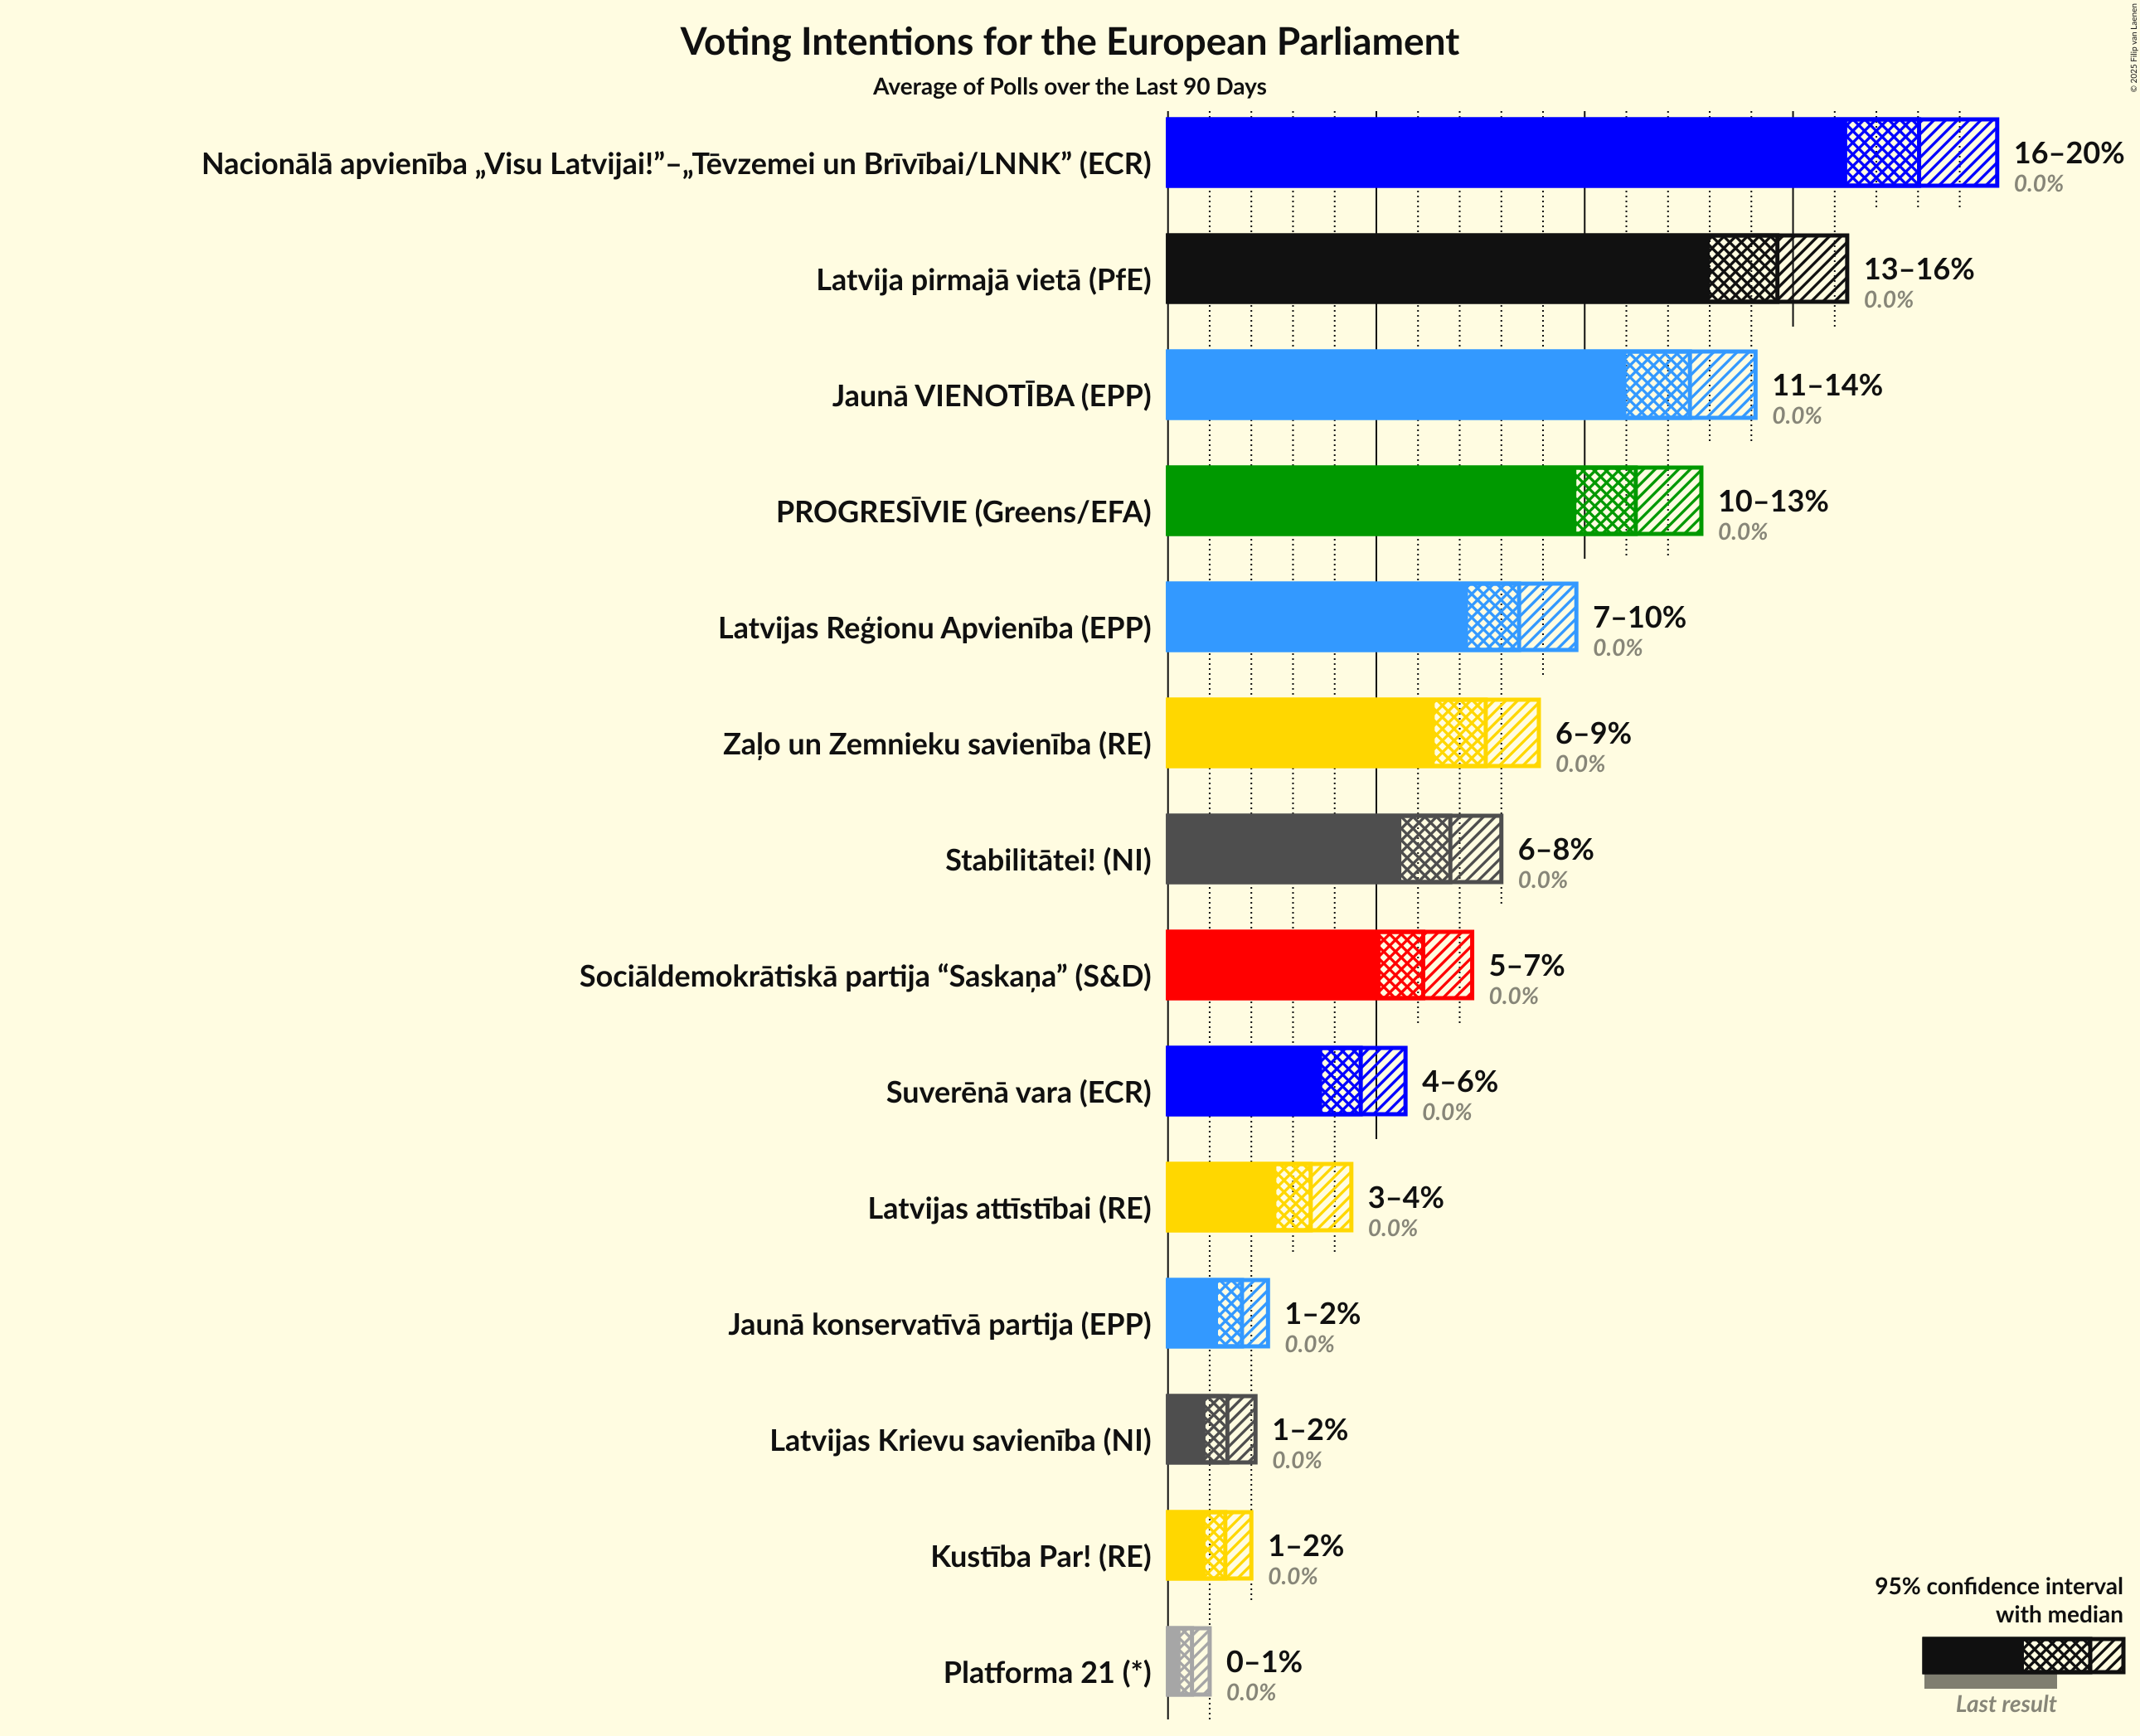 Voting Intentions for the European Parliament
Average of Polls over the Last 90 Days
© 2025 Filip van Laenen
Nacionālā apvienība „Visu Latvijai!”–„Tēvzemei un Brīvībai/LNNK” (ECR)
16–20%
0.0%
Latvija pirmajā vietā (PfE)
13–16%
0.0%
Jaunā VIENOTĪBA (EPP)
11–14%
0.0%
PROGRESĪVIE (Greens/EFA)
10–13%
0.0%
Latvijas Reģionu Apvienība (EPP)
7–10%
0.0%
Zaļo un Zemnieku savienība (RE)
6–9%
0.0%
Stabilitātei! (NI)
6–8%
0.0%
Sociāldemokrātiskā partija “Saskaņa” (S&D)
5–7%
0.0%
Suverēnā vara (ECR)
4–6%
0.0%
Latvijas attīstībai (RE)
3–4%
0.0%
Jaunā konservatīvā partija (EPP)
1–2%
0.0%
Latvijas Krievu savienība (NI)
1–2%
0.0%
Kustība Par! (RE)
1–2%
0.0%
Platforma 21 (*)
0–1%
0.0%
95% confidence interval
with median
Last result